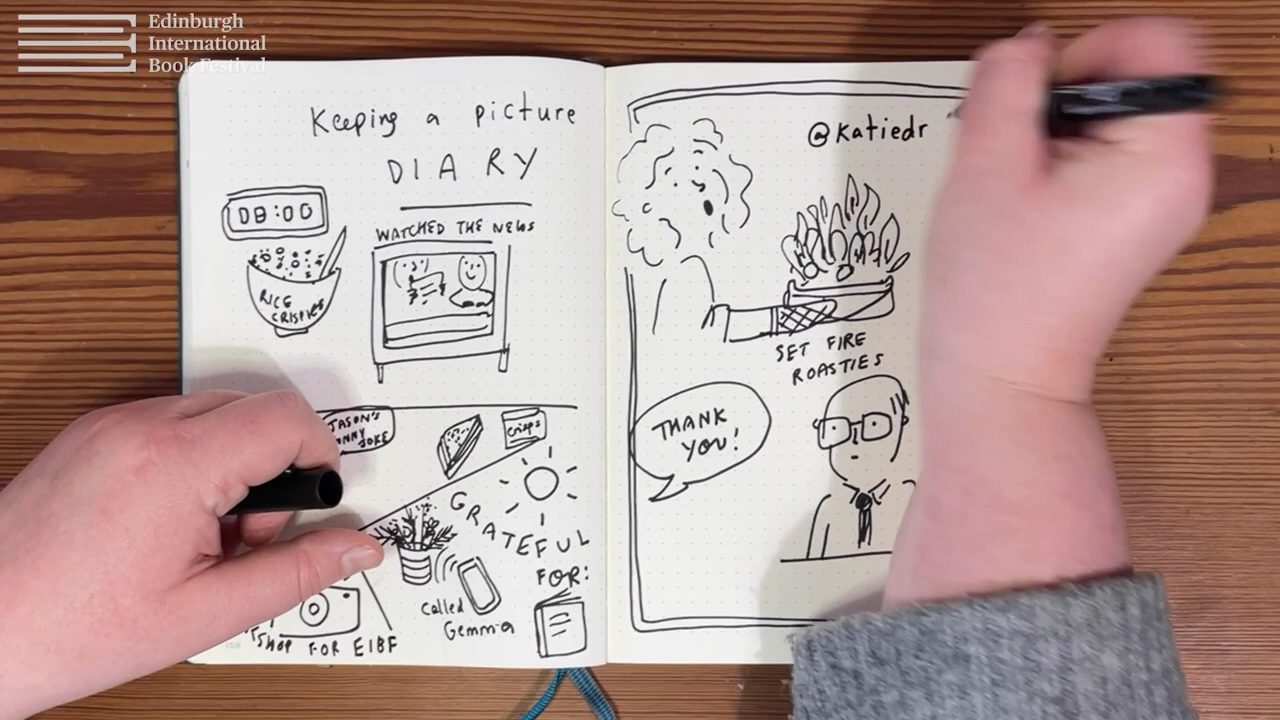 Edinburgh
International
Book Festival
Keeping a picture
DIARY
08:00
RICE
CRISPIES
WATCHED THE NEWS
JASON'S
JOKE
CRISPS
GRATEFUL
FOR:
called
Gemma
FOR EIBF
@katiedr
SET FIRE
ROASTIES
THANK
YOU!